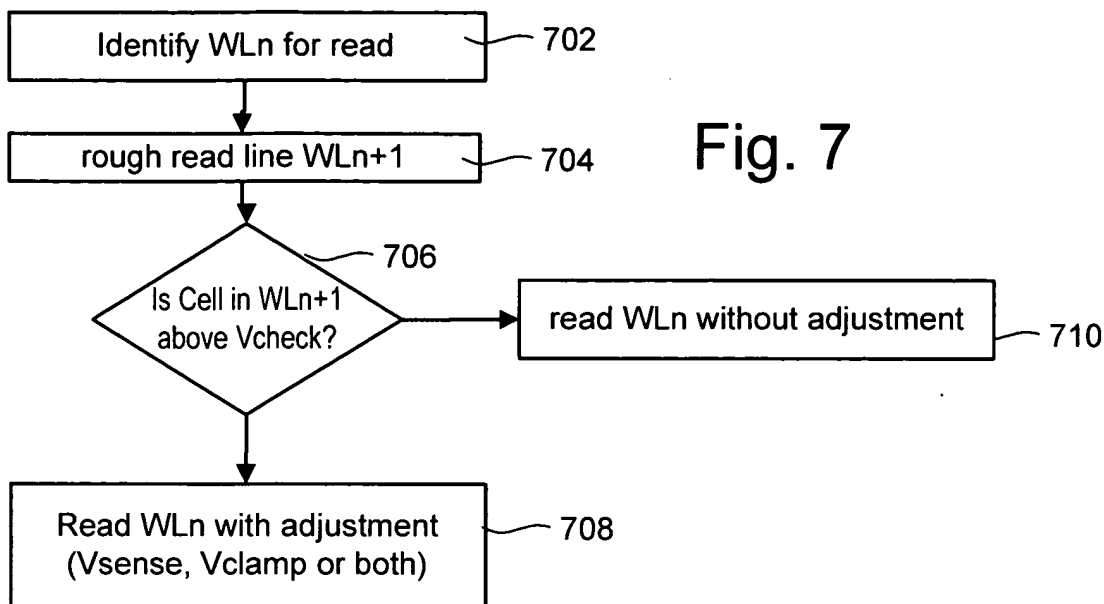 Identify WLn for read
702
rough read line WLn+1
704
Fig. 7
706
Is Cell in WLn+1
above Vcheck?
read WLn without adjustment
710
Read WLn with adjustment
(Vsense, Vclamp or both)
708